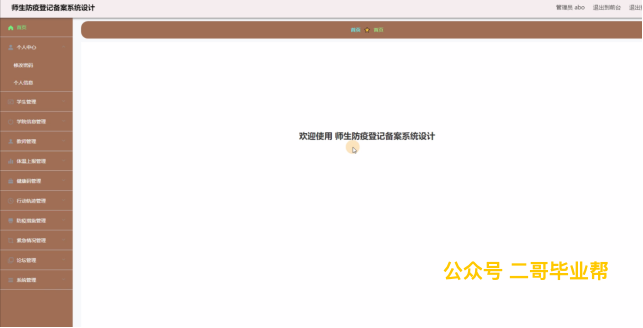 师生防疫登记备案系统设计
管理员 abo 退出到前台 退出
首页
首页 首页
个人中心
修改密码
个人信息
学生管理
学院信息管理
教师管理
体温上报管理
健康码管理
行动轨迹管理
防疫措施管理
紧急情况管理
论坛管理
系统管理
欢迎使用 师生防疫登记备案系统设计
公众号 二哥毕业帮